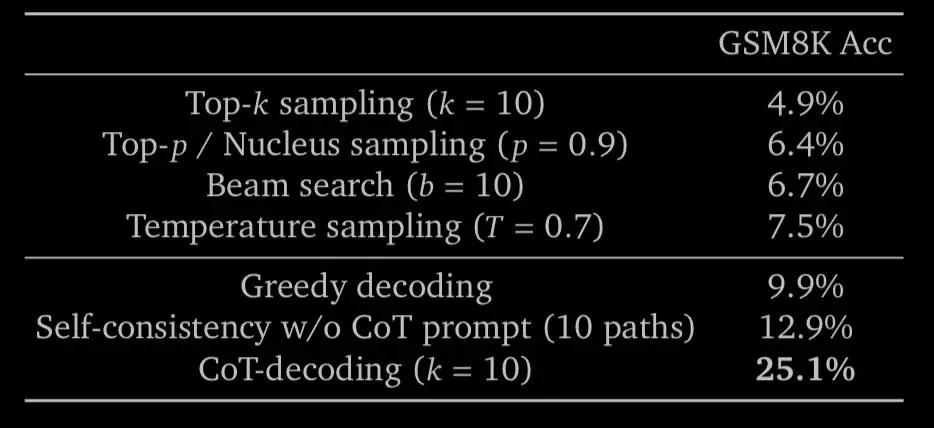 GSM8K Acc
Top-k sampling (k = 10) 4.9%
Top-p / Nucleus sampling (p = 0.9) 6.4%
Beam search (b = 10) 6.7%
Temperature sampling (T = 0.7) 7.5%
Greedy decoding 9.9%
Self-consistency w/o CoT prompt (10 paths) 12.9%
CoT-decoding (k = 10) 25.1%